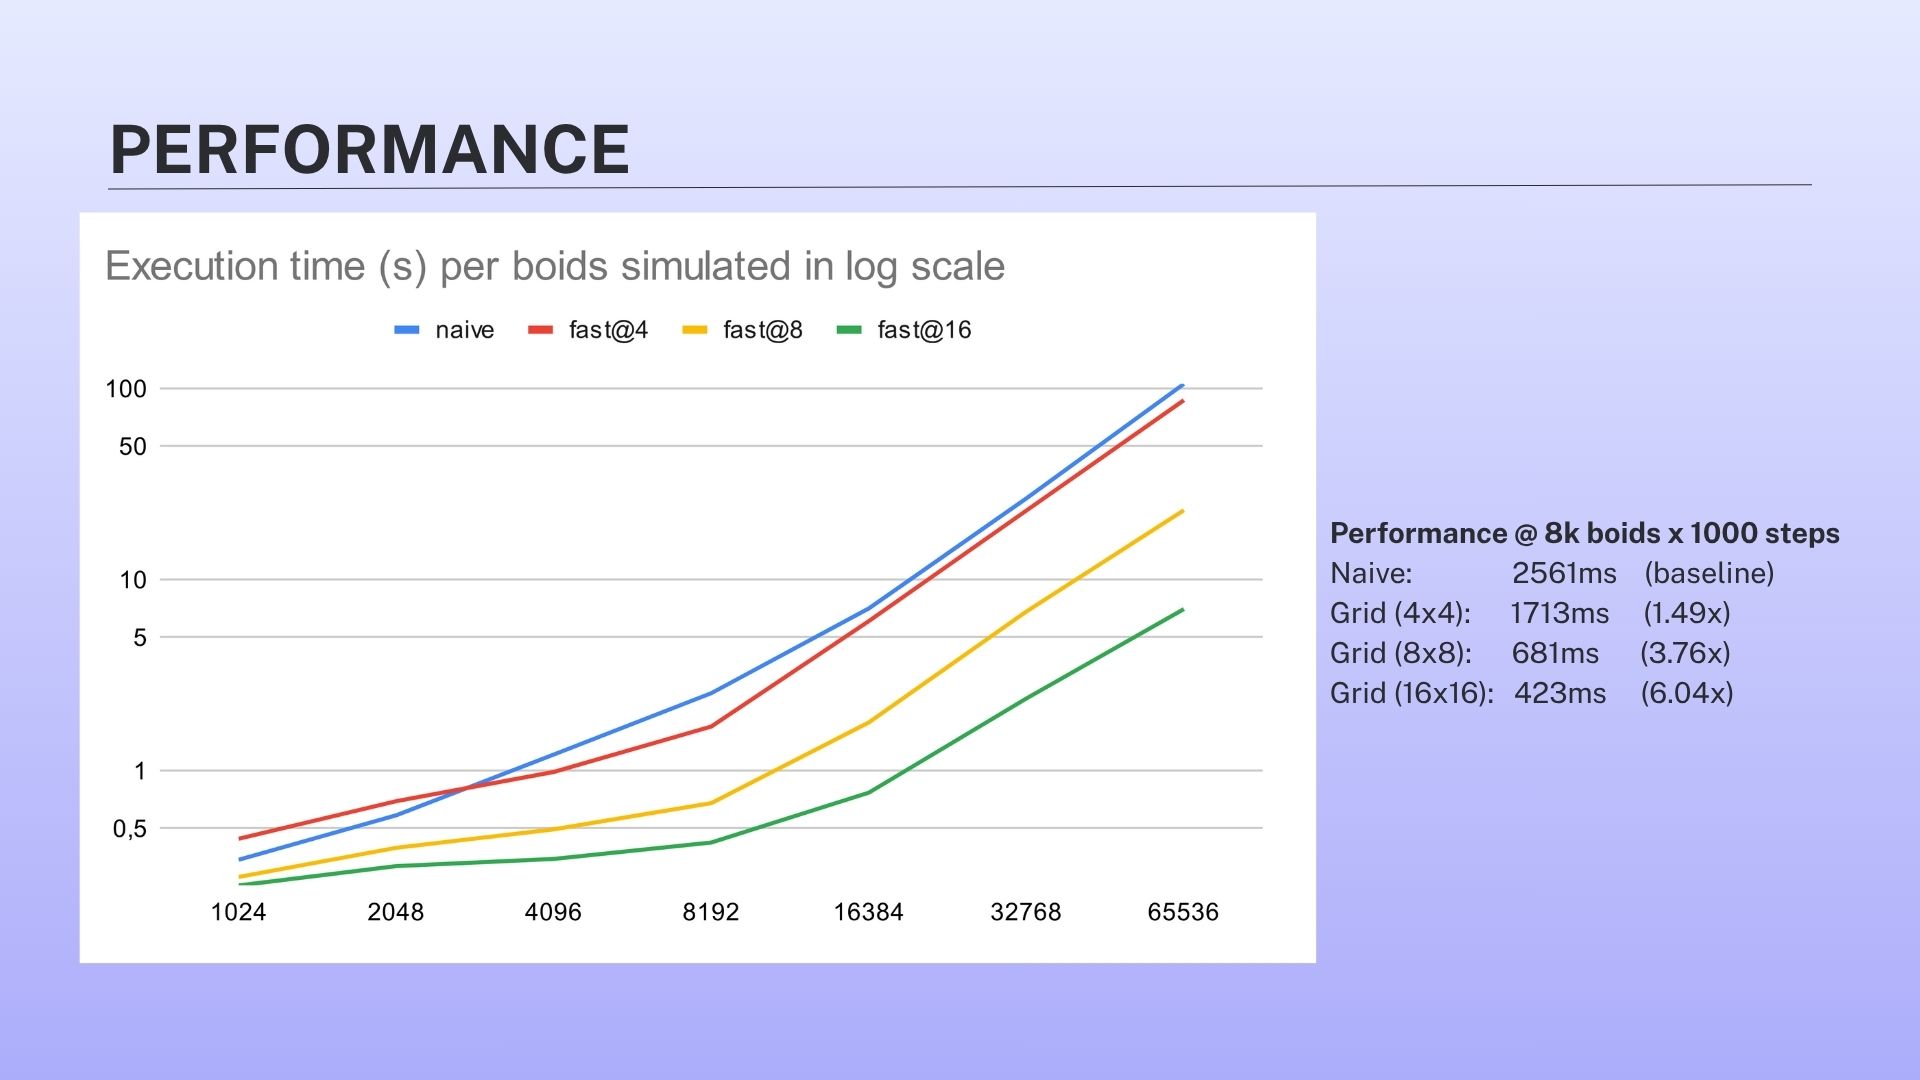 PERFORMANCE
Execution time (s) per boids simulated in log scale
naive fast@4 fast@8 fast@16
100
50
10
5
1
0,5
1024 2048 4096 8192 16384 32768 65536
Performance @ 8k boids x 1000 steps
Naive: 2561ms (baseline)
Grid (4x4): 1713ms (1.49x)
Grid (8x8): 681ms (3.76x)
Grid (16x16): 423ms (6.04x)